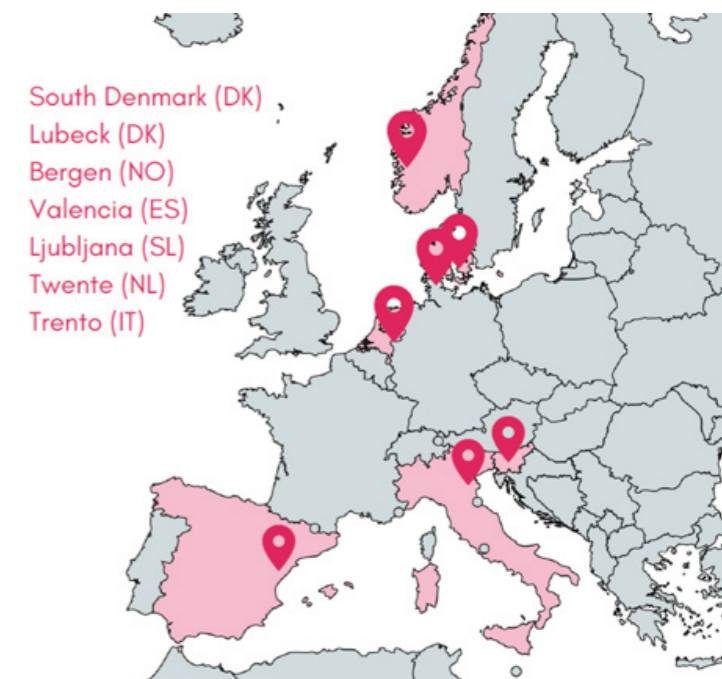 South Denmark (DK)
Lubeck (DK)
Bergen (NO)
Valencia (ES)
Ljubljana (SL)
Twente (NL)
Trento (IT)